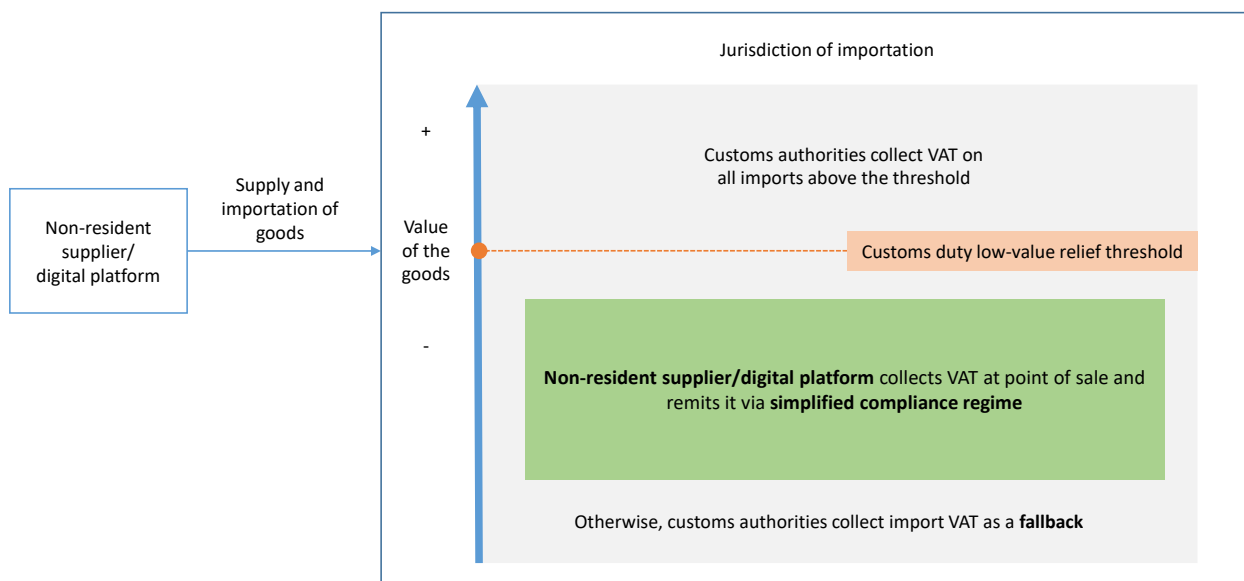 Jurisdiction of importation
+
Customs authorities collect VAT on
all imports above the threshold
Supply and
importation of
goods
Non-resident
supplier/
digital platform
Value
of the
goods
Customs duty low-value relief threshold
-
Non-resident supplier/digital platform collects VAT at point of sale and
remits it via simplified compliance regime
Otherwise, customs authorities collect import VAT as a fallback